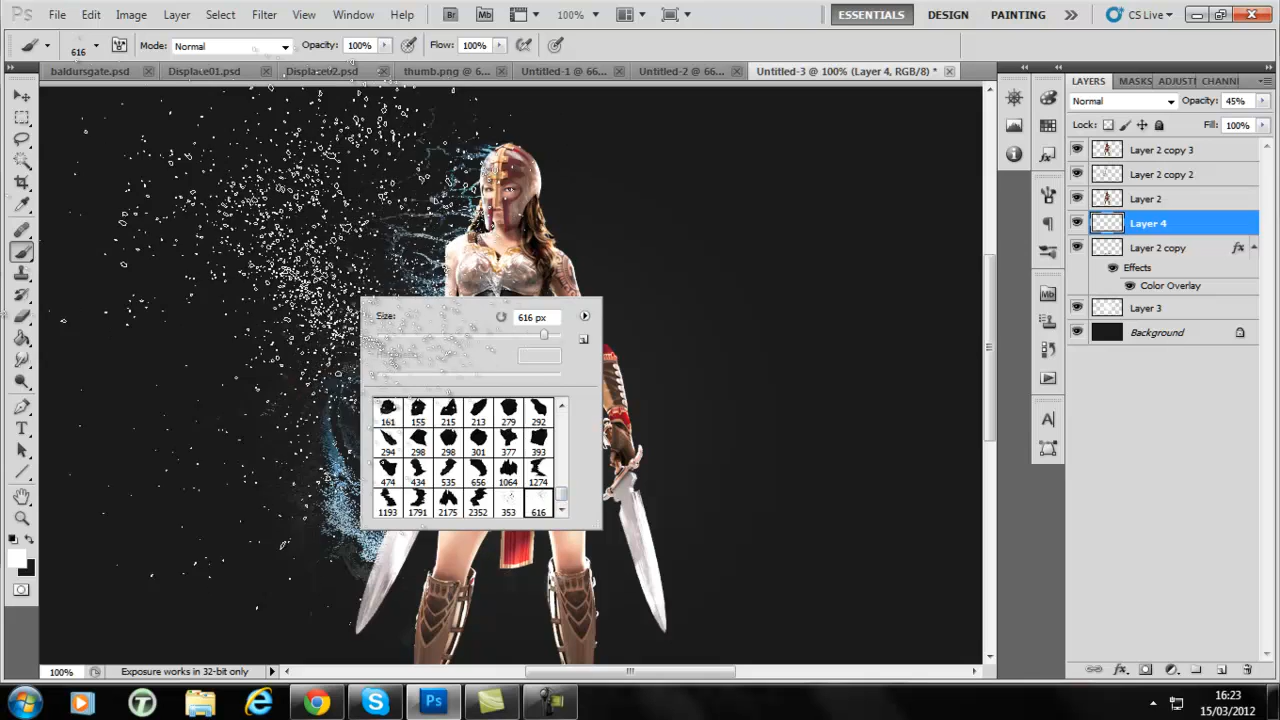 Ps File Edit Image Layer Select Filter View Window Help Br Mb 100% ESSENTIALS DESIGN PAINTING CS Live
616 Mode: Normal Opacity: 100% Flow: 100%
baldursgate.psd Displace01.psd Displace02.psd thumb.png @ 6... Untitled-1 @ 66... Untitled-2 @ 66... Untitled-3 @ 100% (Layer 4, RGB/8) *
LAYERS MASKS ADJUSTI CHANNI
Normal Opacity: 45%
Lock: Fill: 100%
Layer 2 copy 3
Layer 2 copy 2
Layer 2
Layer 4
Layer 2 copy fx
Effects
Color Overlay
Layer 3
Background
Size: 616 px
161 155 215 213 279 292
294 298 298 301 377 393
474 434 535 656 1064 1274
1193 1791 2175 2352 353 616
100% Exposure works in 32-bit only
Ps
16:23
15/03/2012